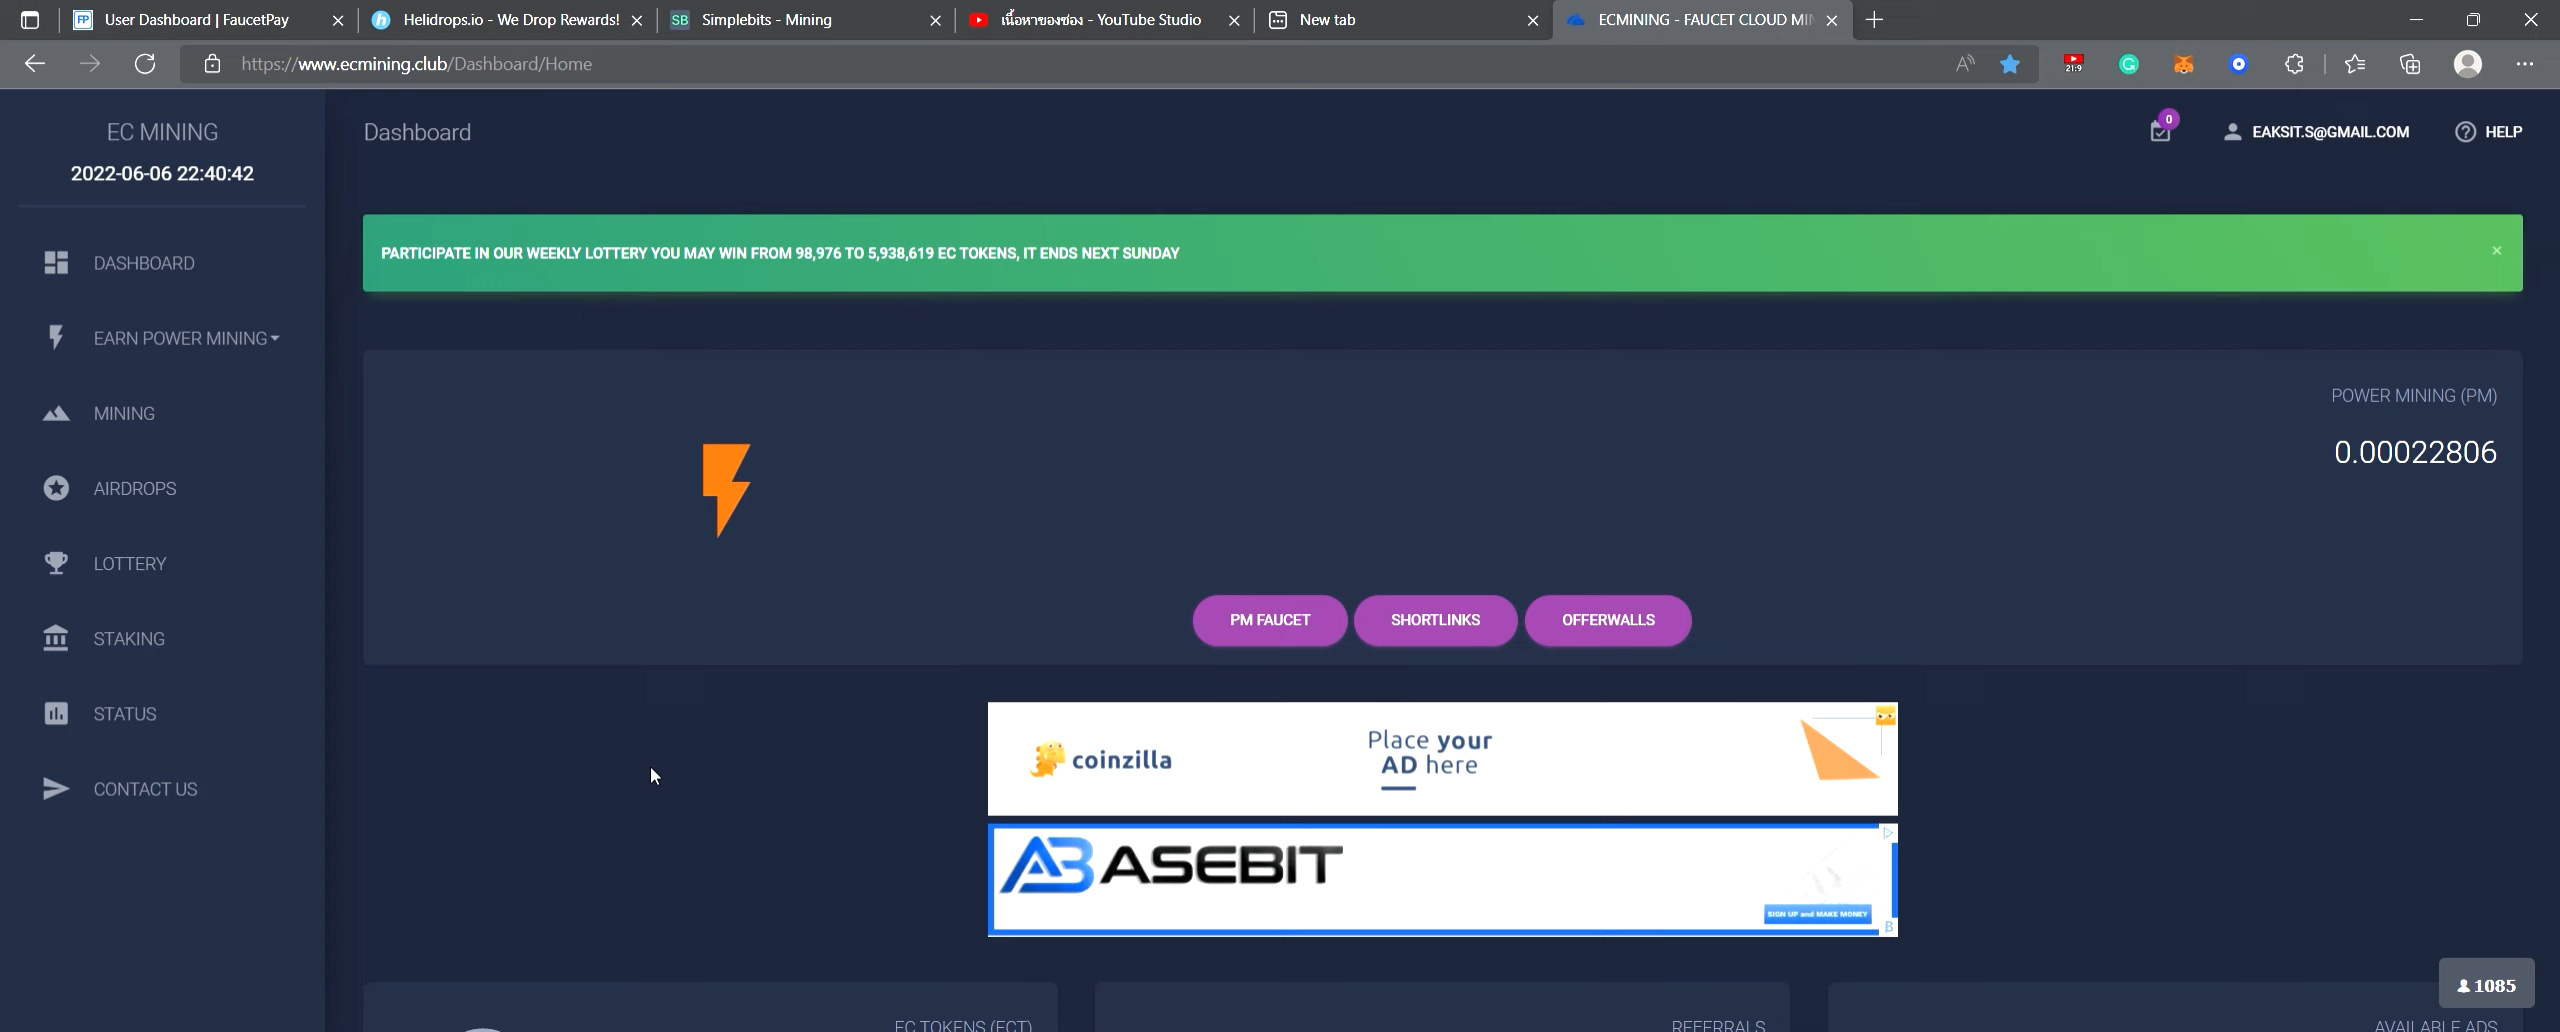 FP User Dashboard | FaucetPay
h Helidrops.io - We Drop Rewards!
SB Simplebits - Mining
เนื้อหาของช่อง - YouTube Studio
New tab
ECMINING - FAUCET CLOUD MIN
https://www.ecmining.club/Dashboard/Home
21:9
EC MINING
2022-06-06 22:40:42
DASHBOARD
EARN POWER MINING
MINING
AIRDROPS
LOTTERY
STAKING
STATUS
CONTACT US
Dashboard
0
EAKSIT.S@GMAIL.COM
HELP
PARTICIPATE IN OUR WEEKLY LOTTERY YOU MAY WIN FROM 98,976 TO 5,938,619 EC TOKENS, IT ENDS NEXT SUNDAY
POWER MINING (PM)
0.00022806
PM FAUCET
SHORTLINKS
OFFERWALLS
coinzilla
Place your
AD here
ASEBIT
SIGN UP and MAKE MONEY
B
1085
EC TOKENS (ECT)
REFERRALS
AVAILABLE ADS